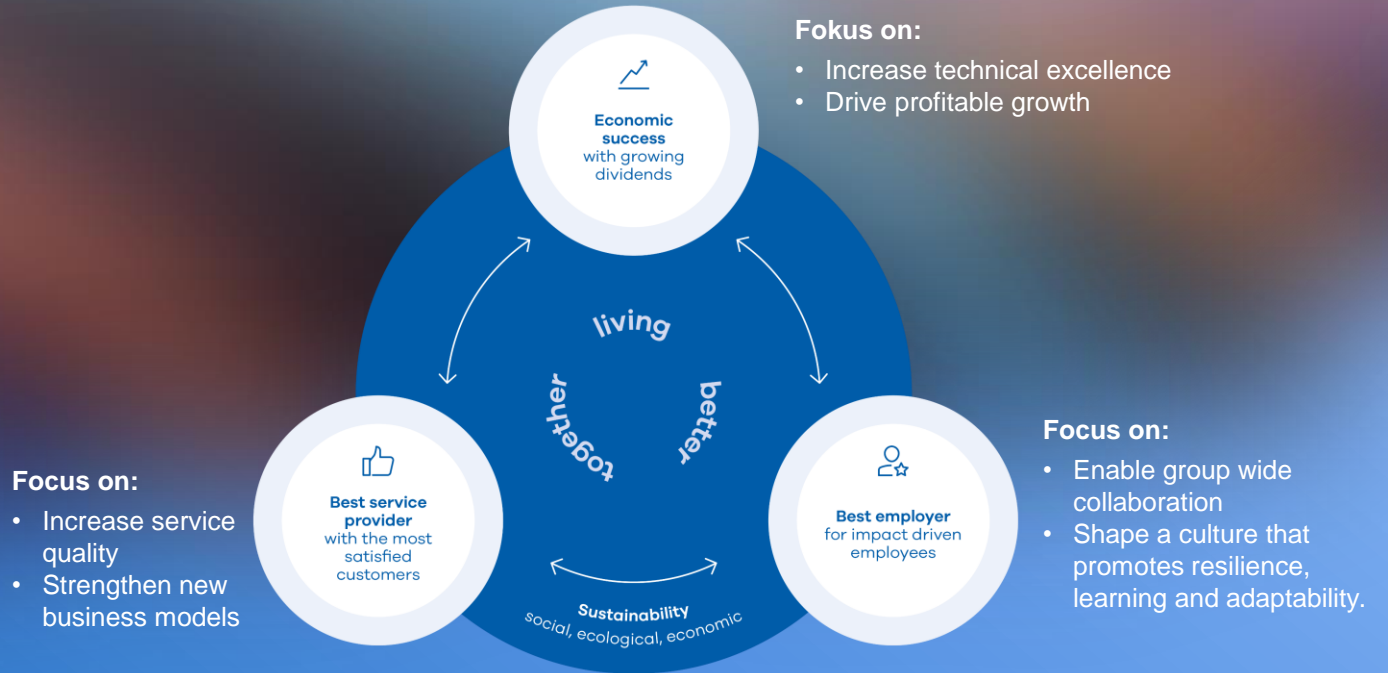 Fokus on:
• Increase technical excellence
• Drive profitable growth
Economic
success
with growing
dividends
living
better
together
Focus on:
• Increase service
quality
• Strengthen new
business models
Best service
provider
with the most
satisfied
customers
Best employer
for impact driven
employees
Focus on:
• Enable group wide
collaboration
• Shape a culture that
promotes resilience,
learning and adaptability.
Sustainability
social, ecological, economic